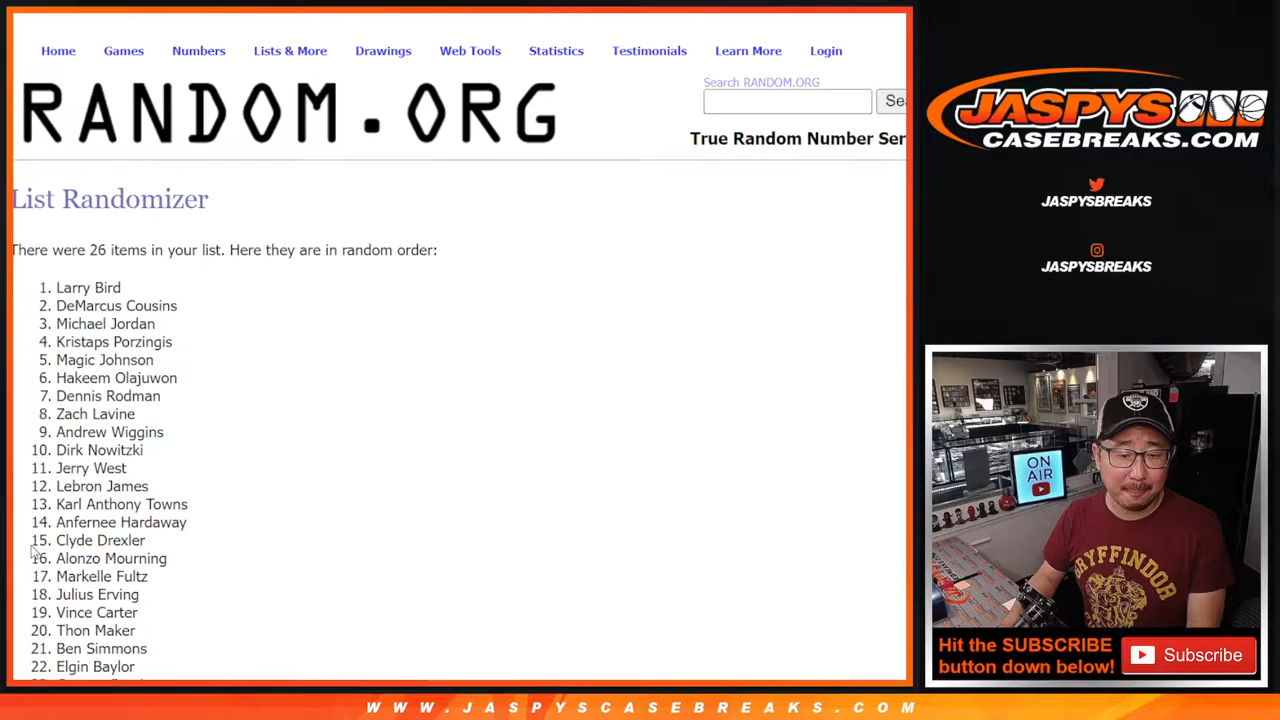 Home Games Numbers Lists & More Drawings Web Tools Statistics Testimonials Learn More Login
Search RANDOM.ORG
RANDOM.ORG
Sea
True Random Number Ser
List Randomizer
There were 26 items in your list. Here they are in random order:
1. Larry Bird
2. DeMarcus Cousins
3. Michael Jordan
4. Kristaps Porzingis
5. Magic Johnson
6. Hakeem Olajuwon
7. Dennis Rodman
8. Zach Lavine
9. Andrew Wiggins
10. Dirk Nowitzki
11. Jerry West
12. Lebron James
13. Karl Anthony Towns
14. Anfernee Hardaway
15. Clyde Drexler
16. Alonzo Mourning
17. Markelle Fultz
18. Julius Erving
19. Vince Carter
20. Thon Maker
21. Ben Simmons
22. Elgin Baylor
JASPYS
CASEBREAKS.COM
JASPYSBREAKS
JASPYSBREAKS
ON
AIR
GRYFFINDOR
Hit the SUBSCRIBE
button down below!
Subscribe
WWW.JASPYSCASEBREAKS.COM